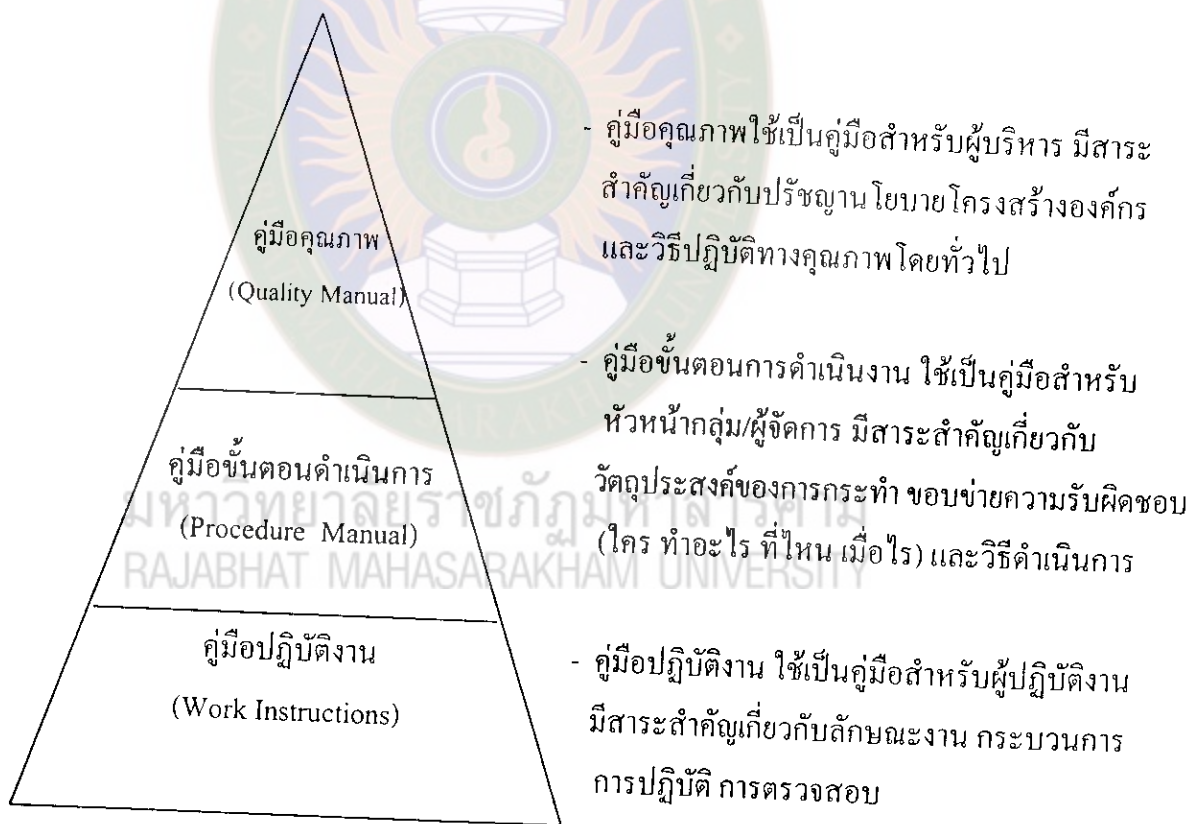 คู่มือคุณภาพ
(Quality Manual)
- คู่มือคุณภาพใช้เป็นคู่มือสำหรับผู้บริหาร มีสาระ
สำคัญเกี่ยวกับปรัชญานโยบายโครงสร้างองค์กร
และวิธีปฏิบัติทางคุณภาพโดยทั่วไป
คู่มือขั้นตอนดำเนินการ
(Procedure Manual)
- คู่มือขั้นตอนการดำเนินงาน ใช้เป็นคู่มือสำหรับ
หัวหน้ากลุ่ม/ผู้จัดการ มีสาระสำคัญเกี่ยวกับ
วัตถุประสงค์ของการกระทำ ขอบข่ายความรับผิดชอบ
(ใคร ทำอะไร ที่ไหน เมื่อไร) และวิธีดำเนินการ
คู่มือปฏิบัติงาน
(Work Instructions)
- คู่มือปฏิบัติงาน ใช้เป็นคู่มือสำหรับผู้ปฏิบัติงาน
มีสาระสำคัญเกี่ยวกับลักษณะงาน กระบวนการ
การปฏิบัติ การตรวจสอบ
มหาวิทยาลัยราชภัฏมหาสารคาม
RAJABHAT MAHASARAKHAM UNIVERSITY